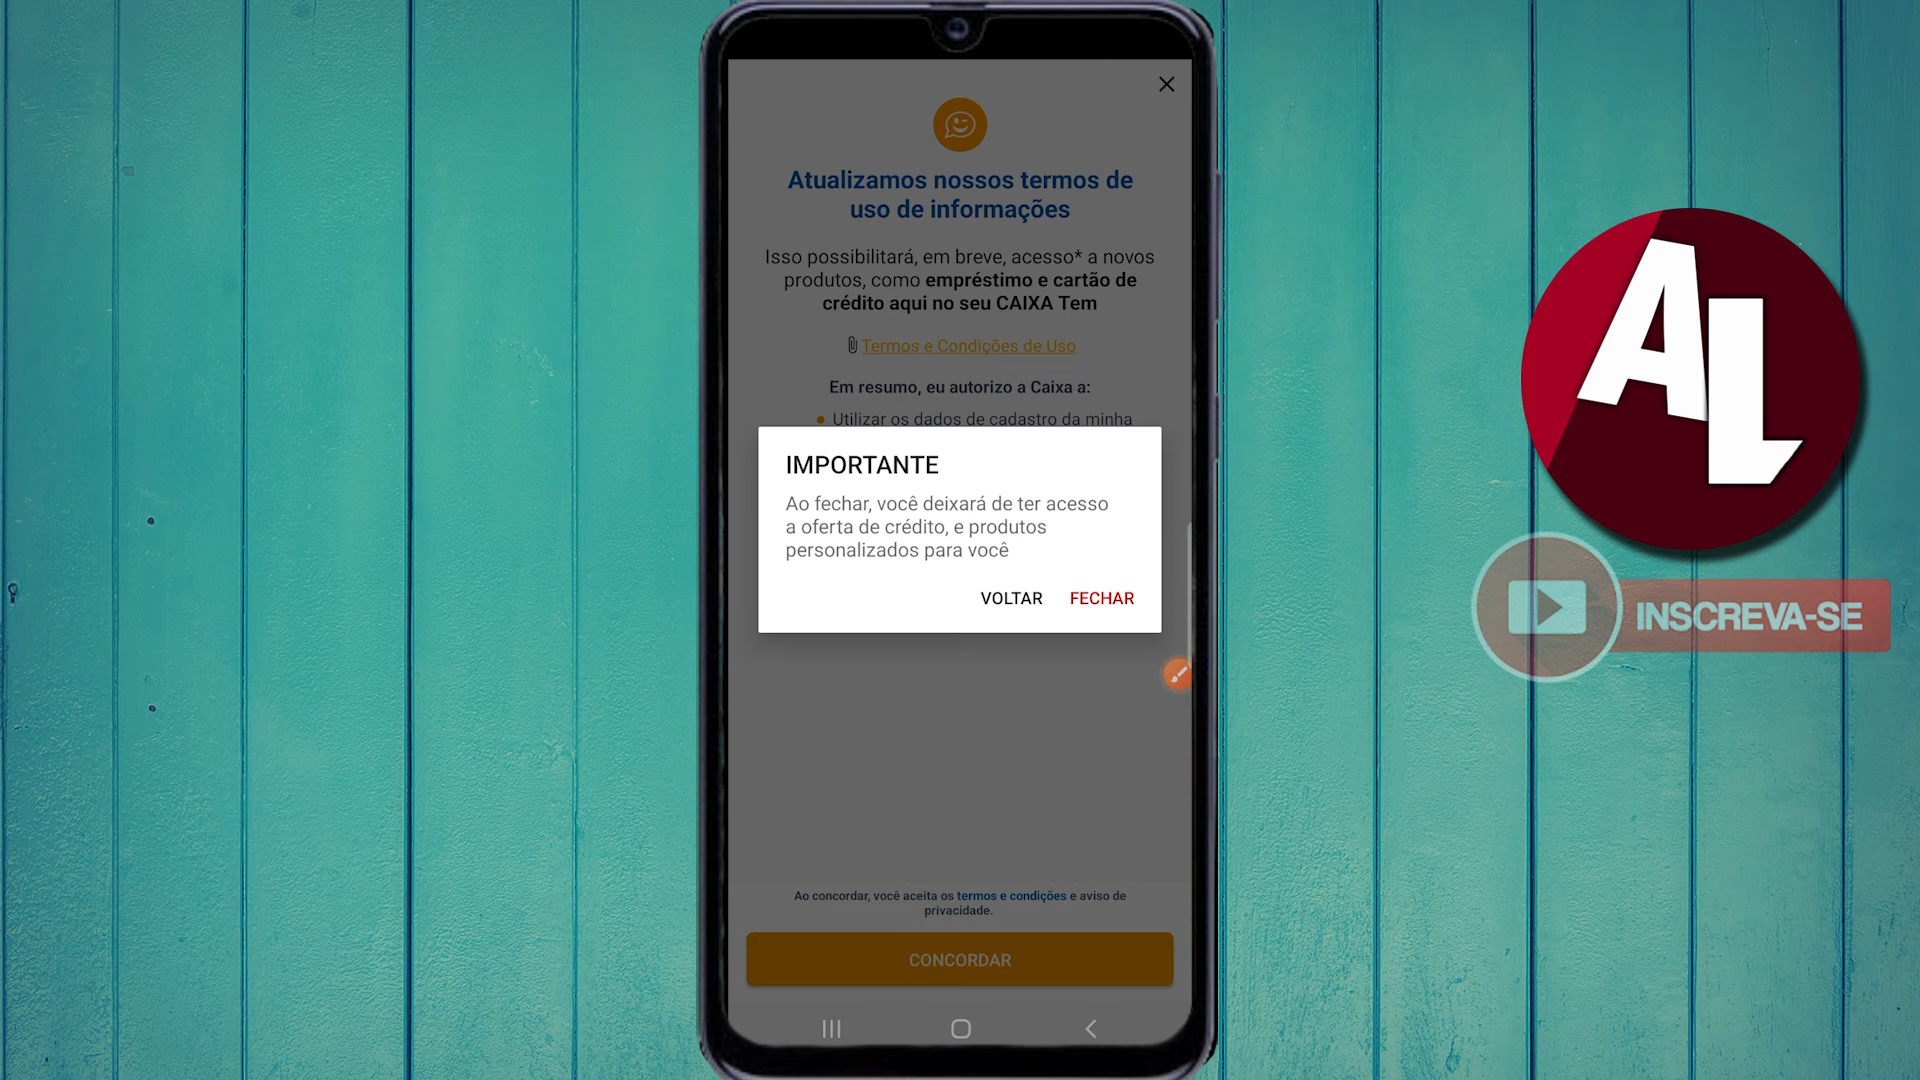 Atualizamos nossos termos de
uso de informações
Isso possibilitará, em breve, acesso* a novos
produtos, como empréstimo e cartão de
crédito aqui no seu CAIXA Tem
Termos e Condições de Uso
Em resumo, eu autorizo a Caixa a:
Utilizar os dados de cadastro da minha
IMPORTANTE
Ao fechar, você deixará de ter acesso
a oferta de crédito, e produtos
personalizados para você
VOLTAR FECHAR
Ao concordar, você aceita os termos e condições e aviso de
privacidade.
CONCORDAR
AL
INSCREVA-SE